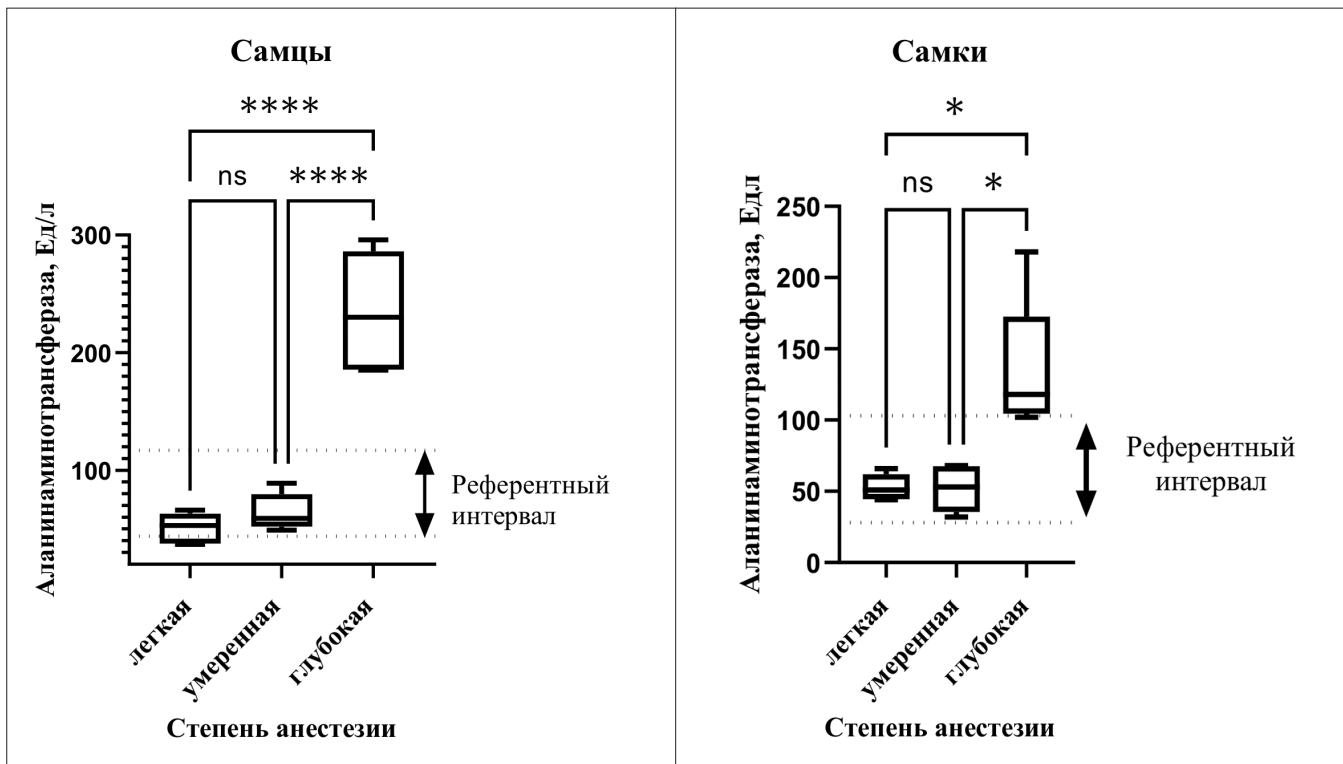 Самцы
****
ns
****
Аланинаминотрансфераза, Ед/л
300
200
100
Референтный
интервал
легкая
умеренная
глубокая
Степень анестезии
Самки
*
ns
*
Аланинаминотрансфераза, Едл
250
200
150
100
50
0
Референтный
интервал
легкая
умеренная
глубокая
Степень анестезии